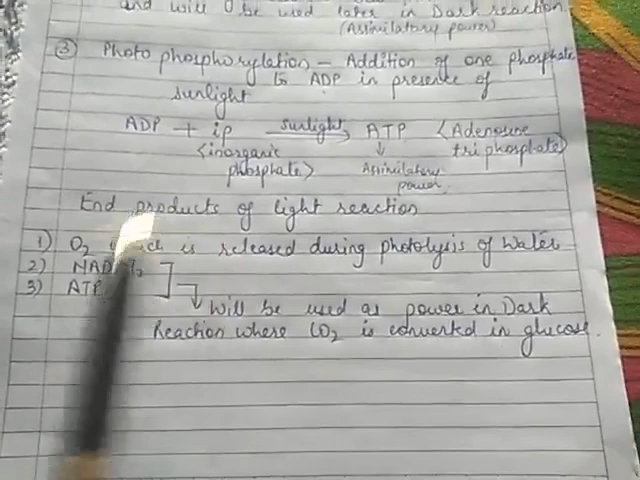 and will be used later in Dark reaction
(Assimilatory power)
③ Photo phosphorylation - Addition of one phosphate
to ADP in presence of
sunlight
ADP + ip sunlight ATP (Adenosine
<inorganic triphosphate)
phosphate> Assimilatory
power.
End products of light reaction
1) O2 is released during photolysis of water
2)
3) ATP
Will be used as power in Dark
Reaction where CO2 is converted in glucose.